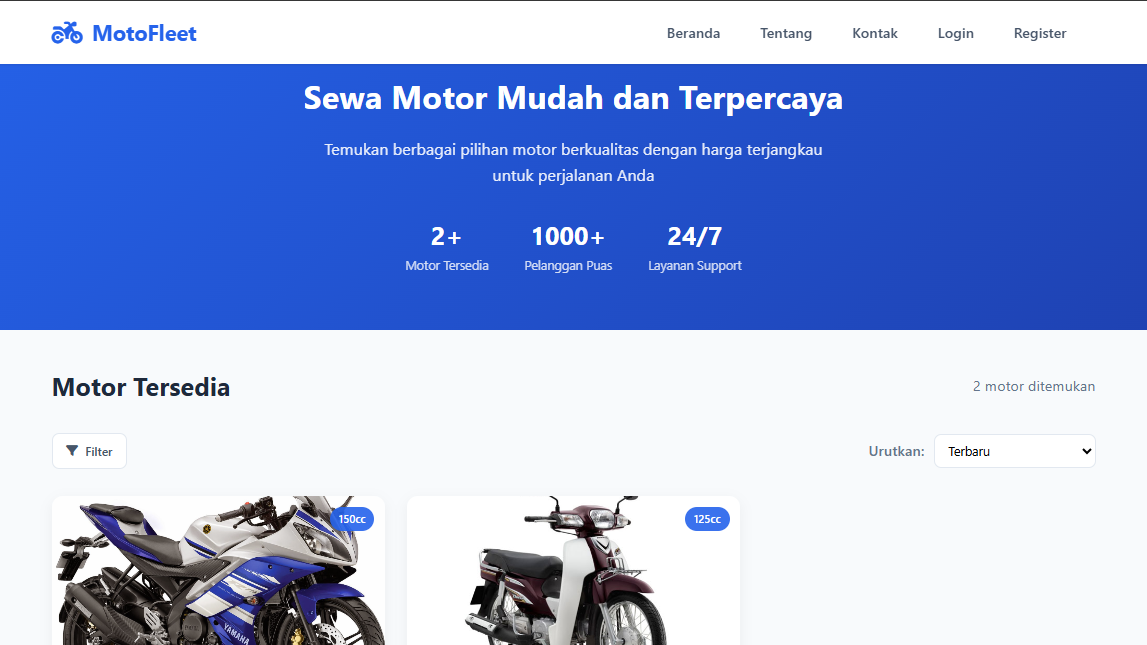 MotoFleet
Beranda
Tentang
Kontak
Login
Register
Sewa Motor Mudah dan Terpercaya
Temukan berbagai pilihan motor berkualitas dengan harga terjangkau
untuk perjalanan Anda
2+
Motor Tersedia
1000+
Pelanggan Puas
24/7
Layanan Support
Motor Tersedia
2 motor ditemukan
Filter
Urutkan:
Terbaru
150cc
125cc
YAMAHA